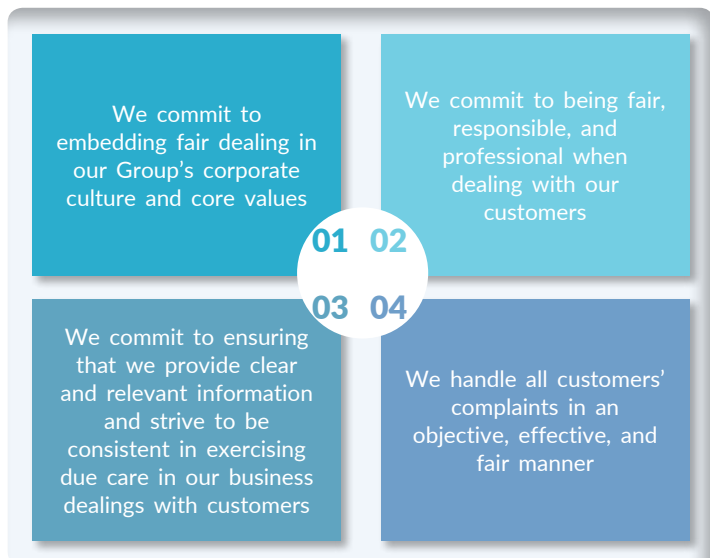 We commit to
embedding fair dealing in
our Group’s corporate
culture and core values
We commit to being fair,
responsible, and
professional when
dealing with our
customers
01 02
03 04
We commit to ensuring
that we provide clear
and relevant information
and strive to be
consistent in exercising
due care in our business
dealings with customers
We handle all customers’
complaints in an
objective, effective, and
fair manner